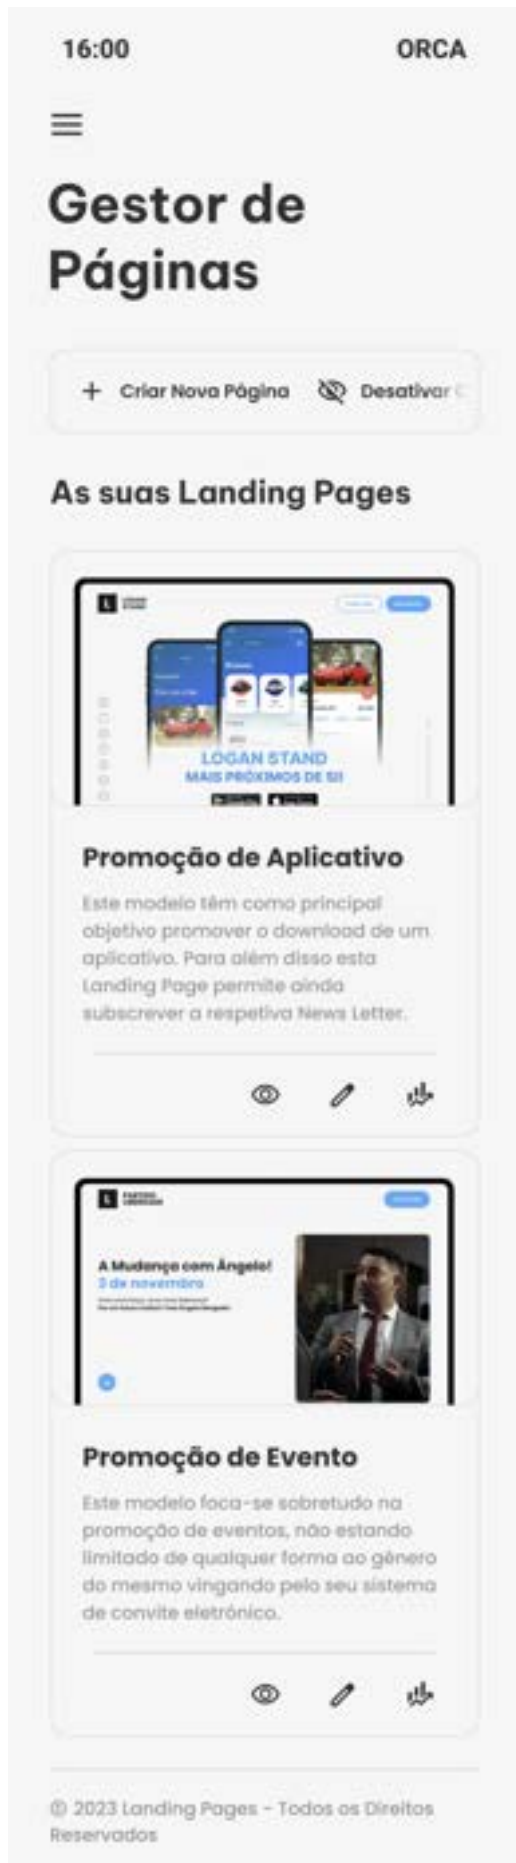 16:00 ORCA
Gestor de
Páginas
Criar Nova Página Desativar
As suas Landing Pages
LOGAN STAND
MAIS PRÓXIMOS DE SI!
Promoção de Aplicativo
Este modelo têm como principal
objetivo promover o download de um
aplicativo. Para além disso esta
Landing Page permite ainda
subscrever a respetiva News Letter.
A Mudança com Ângelo!
3 de novembro
Promoção de Evento
Este modelo foca-se sobretudo na
promoção de eventos, não estando
limitado de qualquer forma ao género
do mesmo vingando pelo seu sistema
de convite eletrónico.
© 2023 Landing Pages - Todos os Direitos
Reservados